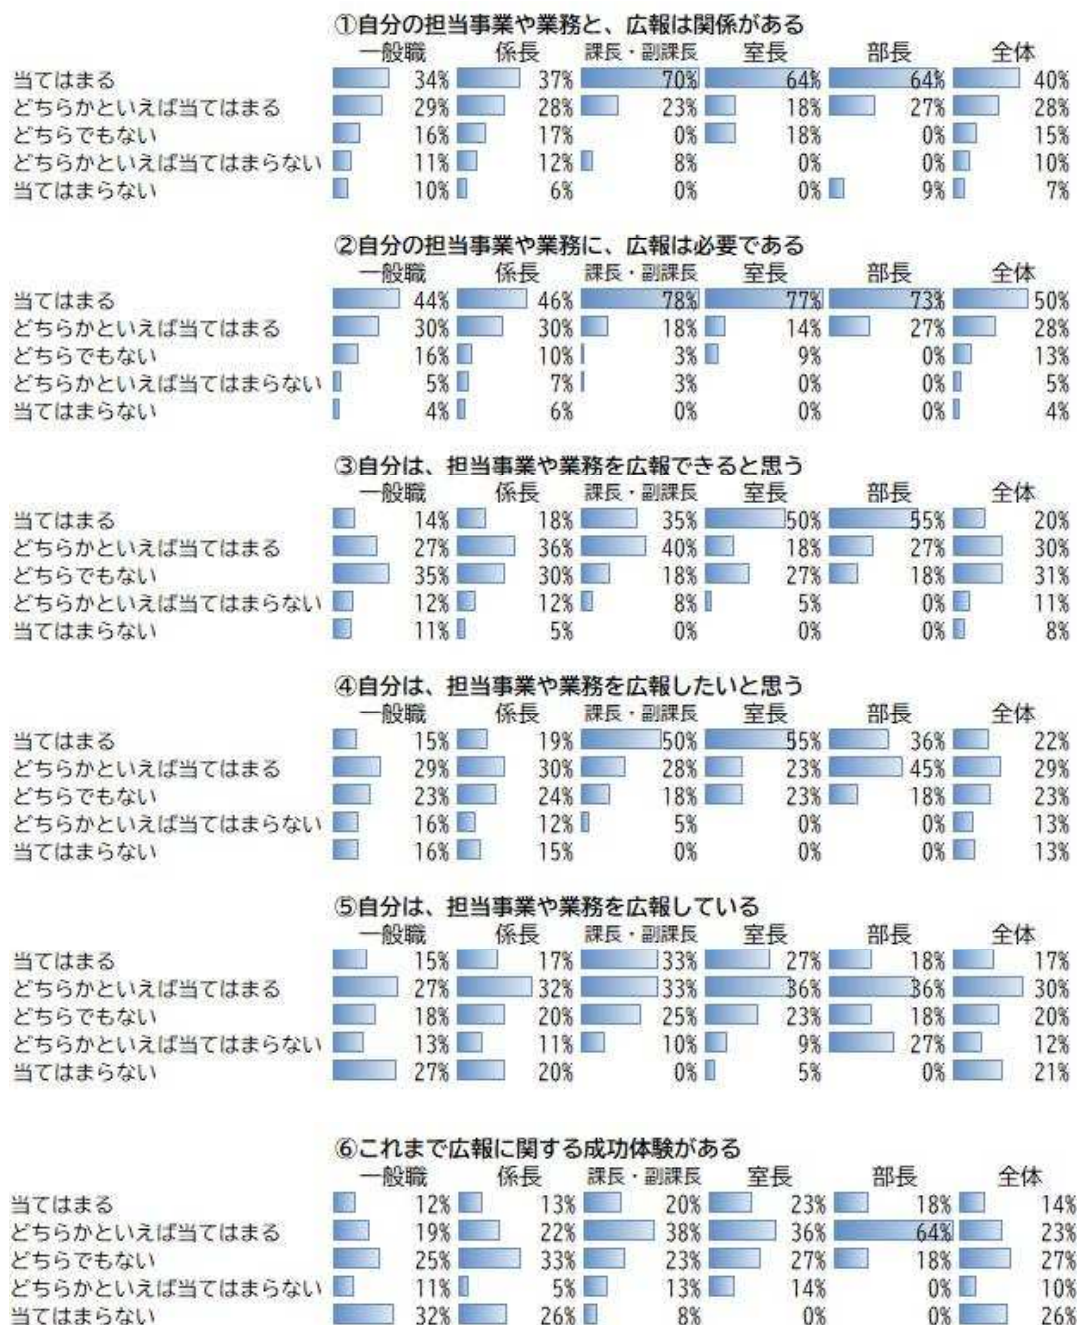 ①自分の担当事業や業務と、広報は関係がある
一般職 係長 課長・副課長 室長 部長 全体
当てはまる 34% 37% 70% 64% 64% 40%
どちらかといえば当てはまる 29% 28% 23% 18% 27% 28%
どちらでもない 16% 17% 0% 18% 0% 15%
どちらかといえば当てはまらない 11% 12% 8% 0% 0% 10%
当てはまらない 10% 6% 0% 0% 9% 7%
②自分の担当事業や業務に、広報は必要である
一般職 係長 課長・副課長 室長 部長 全体
当てはまる 44% 46% 78% 77% 73% 50%
どちらかといえば当てはまる 30% 30% 18% 14% 27% 28%
どちらでもない 16% 10% 3% 9% 0% 13%
どちらかといえば当てはまらない 5% 7% 3% 0% 0% 5%
当てはまらない 4% 6% 0% 0% 0% 4%
③自分は、担当事業や業務を広報できると思う
一般職 係長 課長・副課長 室長 部長 全体
当てはまる 14% 18% 35% 50% 55% 20%
どちらかといえば当てはまる 27% 36% 40% 18% 27% 30%
どちらでもない 35% 30% 18% 27% 18% 31%
どちらかといえば当てはまらない 12% 12% 8% 5% 0% 11%
当てはまらない 11% 5% 0% 0% 0% 8%
④自分は、担当事業や業務を広報したいと思う
一般職 係長 課長・副課長 室長 部長 全体
当てはまる 15% 19% 50% 55% 36% 22%
どちらかといえば当てはまる 29% 30% 28% 23% 45% 29%
どちらでもない 23% 24% 18% 23% 18% 23%
どちらかといえば当てはまらない 16% 12% 5% 0% 0% 13%
当てはまらない 16% 15% 0% 0% 0% 13%
⑤自分は、担当事業や業務を広報している
一般職 係長 課長・副課長 室長 部長 全体
当てはまる 15% 17% 33% 27% 18% 17%
どちらかといえば当てはまる 27% 32% 33% 36% 36% 30%
どちらでもない 18% 20% 25% 23% 18% 20%
どちらかといえば当てはまらない 13% 11% 10% 9% 27% 12%
当てはまらない 27% 20% 0% 5% 0% 21%
⑥これまで広報に関する成功体験がある
一般職 係長 課長・副課長 室長 部長 全体
当てはまる 12% 13% 20% 23% 18% 14%
どちらかといえば当てはまる 19% 22% 38% 36% 64% 23%
どちらでもない 25% 33% 23% 27% 18% 27%
どちらかといえば当てはまらない 11% 5% 13% 14% 0% 10%
当てはまらない 32% 26% 8% 0% 0% 26%